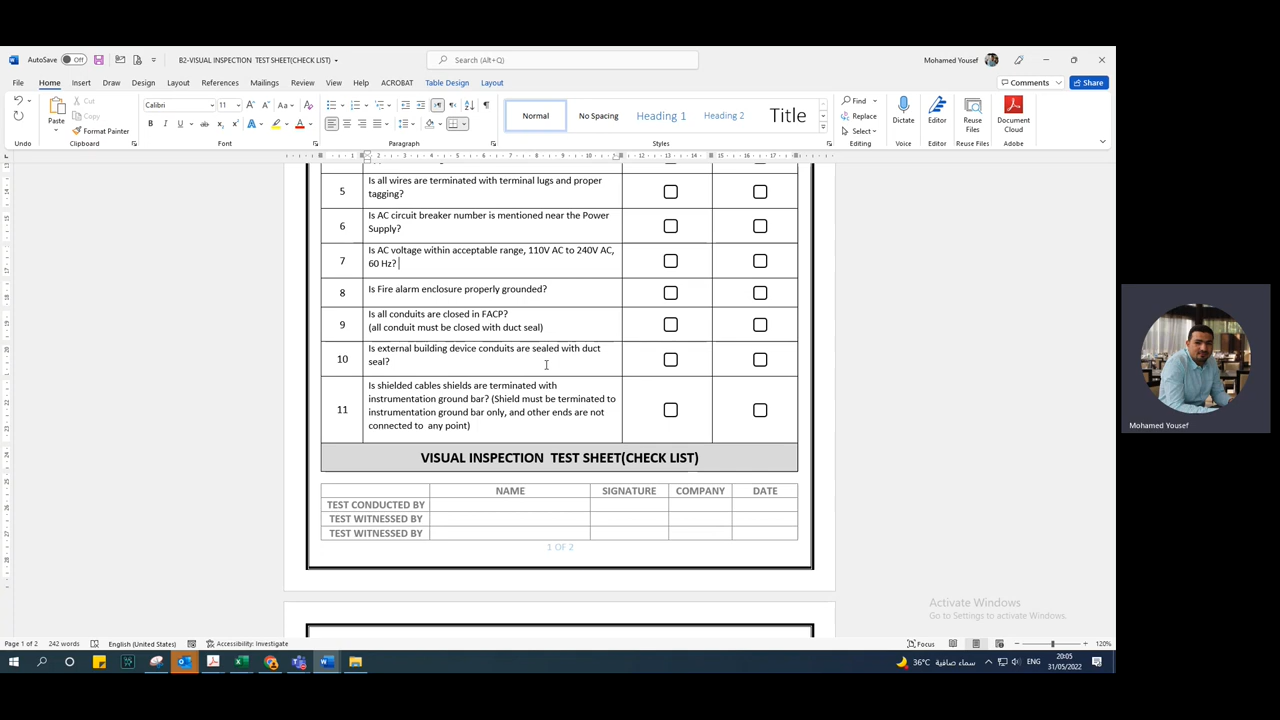 AutoSave Off B2-VISUAL INSPECTION TEST SHEET(CHECK LIST) Search (Alt+Q) Mohamed Yousef
File Home Insert Draw Design Layout References Mailings Review View Help ACROBAT Table Design Layout Comments Share
Paste Cut Copy Format Painter
Calibri 11
Normal No Spacing Heading 1 Heading 2 Title
Find Replace Select
Dictate Editor Reuse Files Document Cloud
Undo Clipboard Font Paragraph Styles Editing Voice Editor Reuse Files Adobe
5 Is all wires are terminated with terminal lugs and proper
tagging?
6 Is AC circuit breaker number is mentioned near the Power
Supply?
7 Is AC voltage within acceptable range, 110V AC to 240V AC,
60 Hz?
8 Is Fire alarm enclosure properly grounded?
9 Is all conduits are closed in FACP?
(all conduit must be closed with duct seal)
10 Is external building device conduits are sealed with duct
seal?
11 Is shielded cables shields are terminated with
instrumentation ground bar? (Shield must be terminated to
instrumentation ground bar only, and other ends are not
connected to any point)
VISUAL INSPECTION TEST SHEET(CHECK LIST)
NAME SIGNATURE COMPANY DATE
TEST CONDUCTED BY
TEST WITNESSED BY
TEST WITNESSED BY
1 OF 2
Mohamed Yousef
Activate Windows
Go to Settings to activate Windows.
Page 1 of 2 242 words English (United States) Accessibility: Investigate Focus 120%
36°C سماء صافية ENG 20:05
31/05/2022